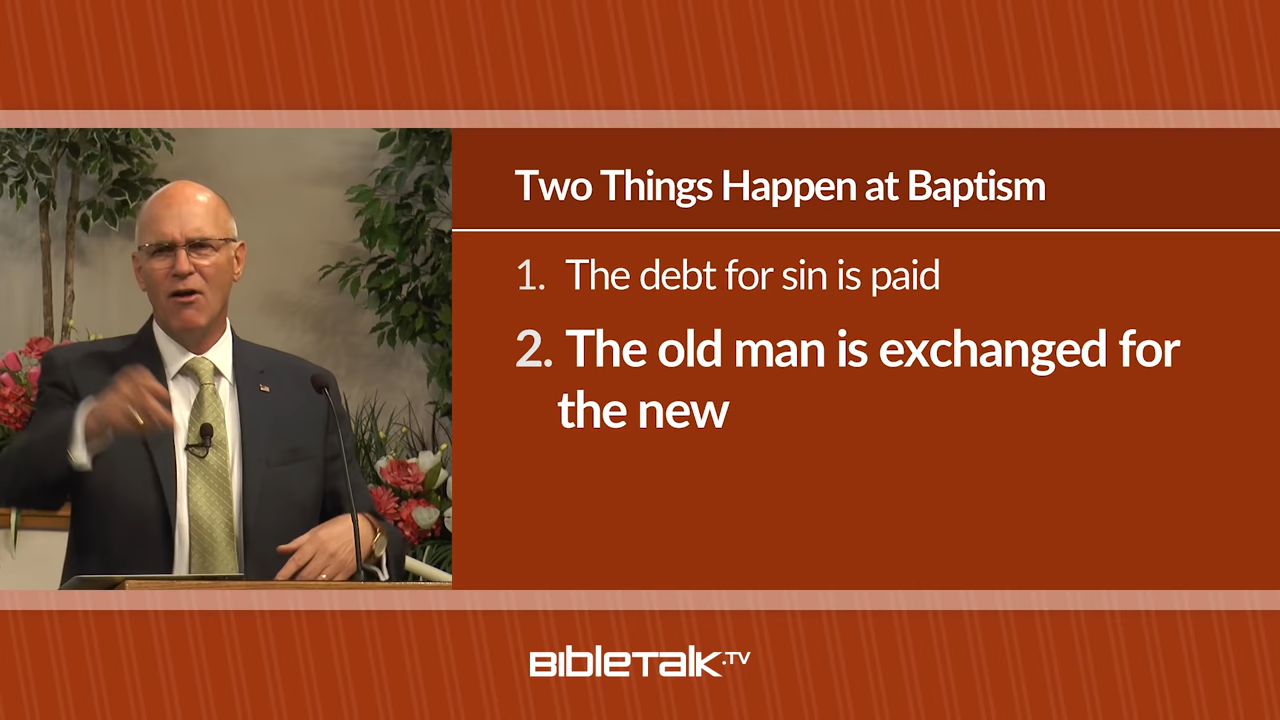 Two Things Happen at Baptism
1. The debt for sin is paid
2. The old man is exchanged for
the new
BIBLETALK.TV